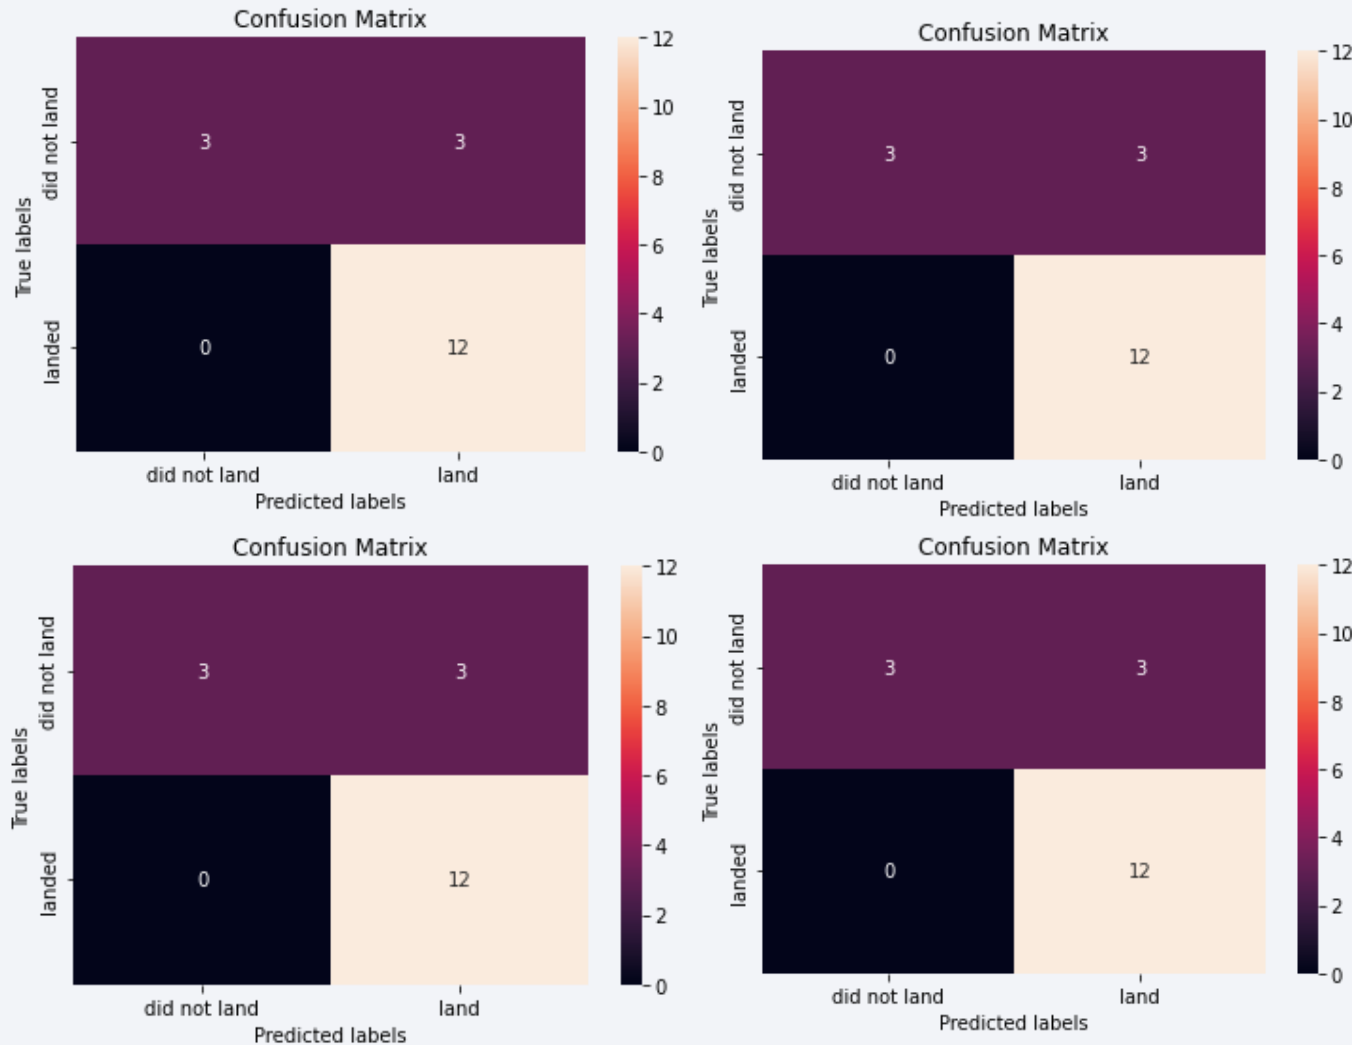 Confusion Matrix
True labels
did not land
landed
3 3
0 12
did not land land
Predicted labels
12
10
8
6
4
2
0
Confusion Matrix
True labels
did not land
landed
3 3
0 12
did not land land
Predicted labels
12
10
8
6
4
2
0
Confusion Matrix
True labels
did not land
landed
3 3
0 12
did not land land
Predicted labels
12
10
8
6
4
2
0
Confusion Matrix
True labels
did not land
landed
3 3
0 12
did not land land
Predicted labels
12
10
8
6
4
2
0